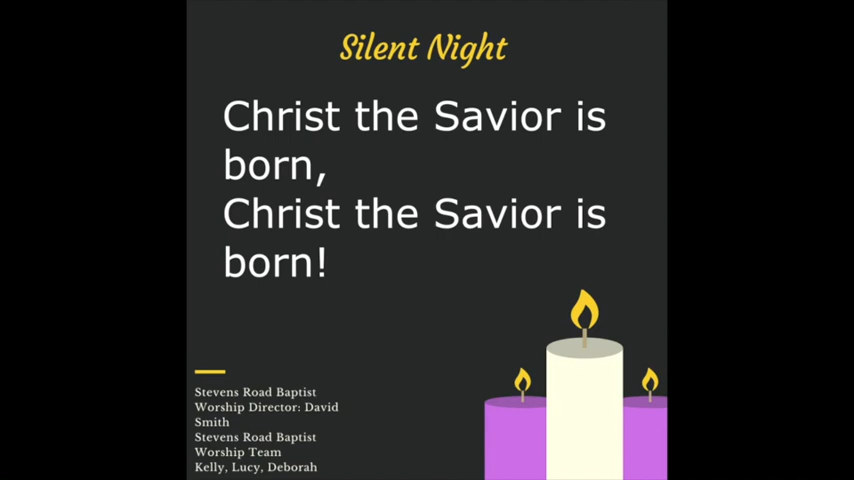 Silent Night
Christ the Savior is
born,
Christ the Savior is
born!
Stevens Road Baptist
Worship Director: David
Smith
Stevens Road Baptist
Worship Team
Kelly, Lucy, Deborah